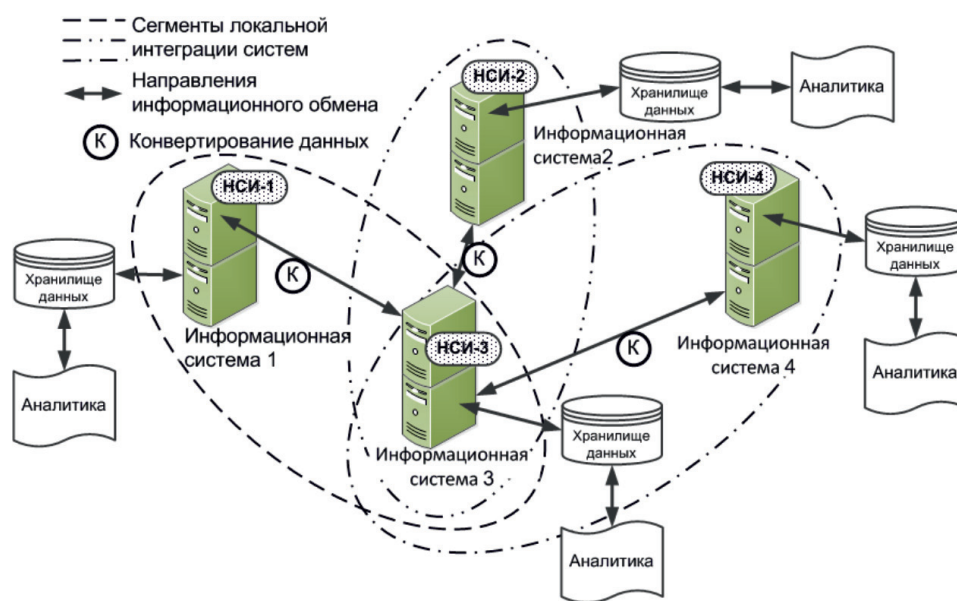 Сегменты локальной
интеграции систем
Направления
информационного обмена
К Конвертирование данных
НСИ-2
Хранилище
данных
Аналитика
Информационная
система2
НСИ-1
НСИ-4
К
К
Хранилище
данных
Хранилище
данных
Информационная
система 1
НСИ-3
К
Информационная
система 4
Аналитика
Аналитика
Хранилище
данных
Информационная
система 3
Аналитика